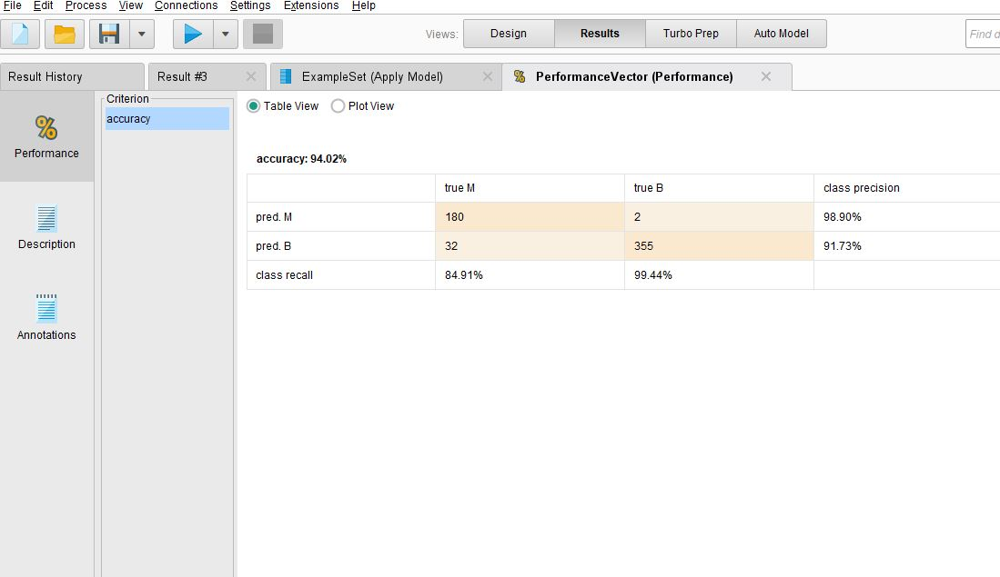 File Edit Process View Connections Settings Extensions Help
Views: Design Results Turbo Prep Auto Model Find
Result History Result #3 ExampleSet (Apply Model) PerformanceVector (Performance)
Criterion
accuracy
Table View Plot View
%
Performance
Description
Annotations
accuracy: 94.02%
true M true B class precision
pred. M 180 2 98.90%
pred. B 32 355 91.73%
class recall 84.91% 99.44%